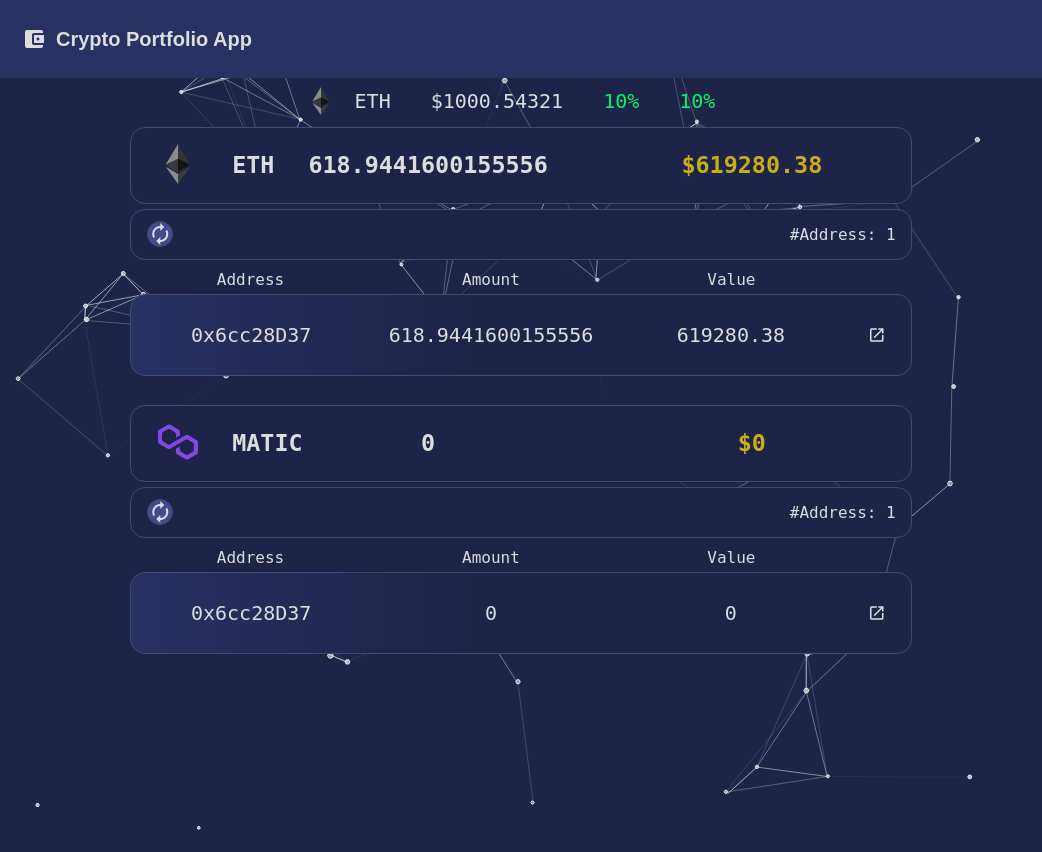 Crypto Portfolio App
ETH $1000.54321 10% 10%
ETH 618.9441600155556 $619280.38
#Address: 1
Address Amount Value
0x6cc28D37 618.9441600155556 619280.38
MATIC 0 $0
#Address: 1
Address Amount Value
0x6cc28D37 0 0